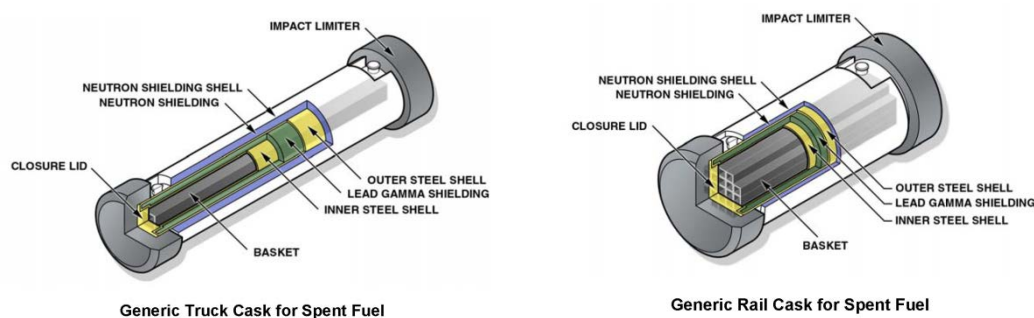 IMPACT LIMITER
NEUTRON SHIELDING SHELL
NEUTRON SHIELDING
CLOSURE LID
OUTER STEEL SHELL
LEAD GAMMA SHIELDING
INNER STEEL SHELL
BASKET
Generic Truck Cask for Spent Fuel
IMPACT LIMITER
NEUTRON SHIELDING SHELL
NEUTRON SHIELDING
CLOSURE LID
OUTER STEEL SHELL
LEAD GAMMA SHIELDING
INNER STEEL SHELL
BASKET
Generic Rail Cask for Spent Fuel